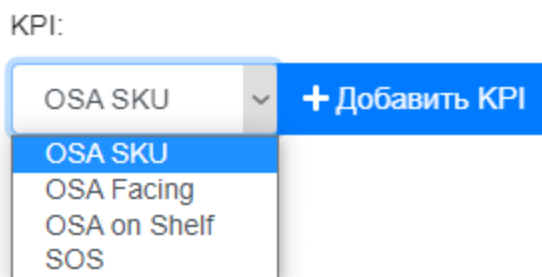 KPI:
OSA SKU + Добавить KPI
OSA SKU
OSA Facing
OSA on Shelf
SOS